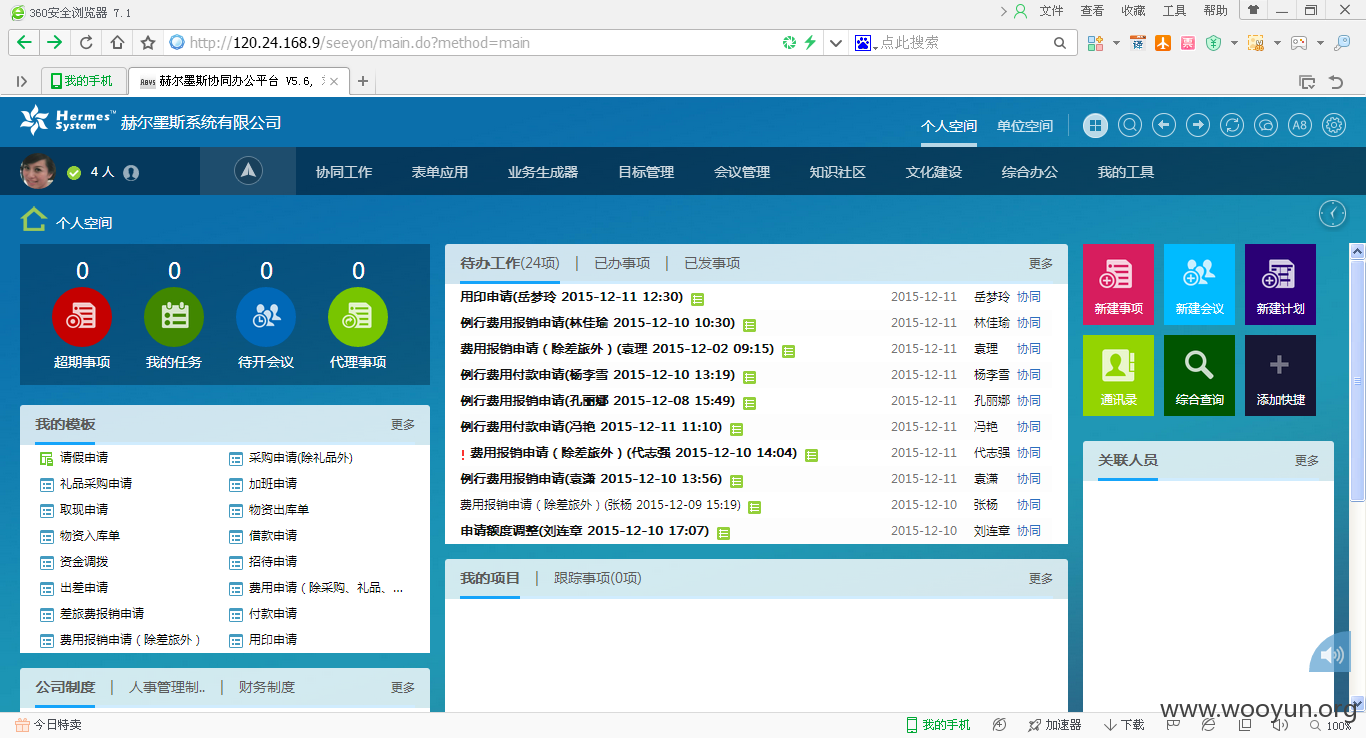 360安全浏览器 7.1
文件 查看 收藏 工具 帮助
http://120.24.168.9/seeyon/main.do?method=main
点此搜索
译
票
我的手机
赫尔墨斯协同办公平台 V5.6,
Hermes™ System 赫尔墨斯系统有限公司
个人空间 单位空间 A8
4 人
协同工作 表单应用 业务生成器 目标管理 会议管理 知识社区 文化建设 综合办公 我的工具
个人空间
0 0 0 0
超期事项 我的任务 待开会议 代理事项
我的模板 更多
请假申请 采购申请(除礼品外)
礼品采购申请 加班申请
取现申请 物资出库单
物资入库单 借款申请
资金调拨 招待申请
出差申请 费用申请（除采购、礼品、...
差旅费报销申请 付款申请
费用报销申请（除差旅外） 用印申请
公司制度 | 人事管理制.. | 财务制度 更多
待办工作(24项) | 已办事项 | 已发事项 更多
用印申请(岳梦玲 2015-12-11 12:30) 2015-12-11 岳梦玲 协同
例行费用报销申请(林佳瑜 2015-12-10 10:30) 2015-12-11 林佳瑜 协同
费用报销申请（除差旅外）(袁理 2015-12-02 09:15) 2015-12-11 袁理 协同
例行费用付款申请(杨李雪 2015-12-10 13:19) 2015-12-11 杨李雪 协同
例行费用报销申请(孔丽娜 2015-12-08 15:49) 2015-12-11 孔丽娜 协同
例行费用付款申请(冯艳 2015-12-11 11:10) 2015-12-11 冯艳 协同
! 费用报销申请（除差旅外）(代志强 2015-12-10 14:04) 2015-12-11 代志强 协同
例行费用报销申请(袁潇 2015-12-10 13:56) 2015-12-11 袁潇 协同
费用报销申请（除差旅外）(张杨 2015-12-09 15:19) 2015-12-10 张杨 协同
申请额度调整(刘连章 2015-12-10 17:07) 2015-12-10 刘连章 协同
我的项目 | 跟踪事项(0项) 更多
新建事项 新建会议 新建计划
通讯录 综合查询 添加快捷
关联人员 更多
www.wooyun.org
今日特卖
我的手机 加速器 下载 100%